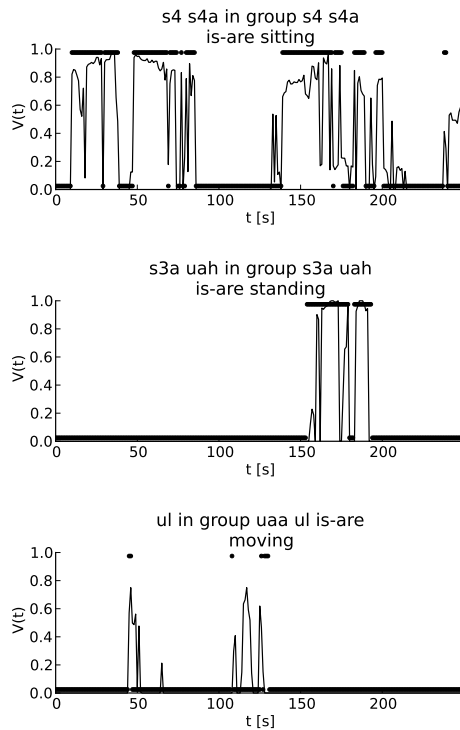 s4 s4a in group s4 s4a
is-are sitting
1.0
0.8
0.6
0.4
0.2
0.0
V(t)
0 50 100 150 200
t [s]
s3a uah in group s3a uah
is-are standing
1.0
0.8
0.6
0.4
0.2
0.0
V(t)
0 50 100 150 200
t [s]
ul in group uaa ul is-are
moving
1.0
0.8
0.6
0.4
0.2
0.0
V(t)
0 50 100 150 200
t [s]